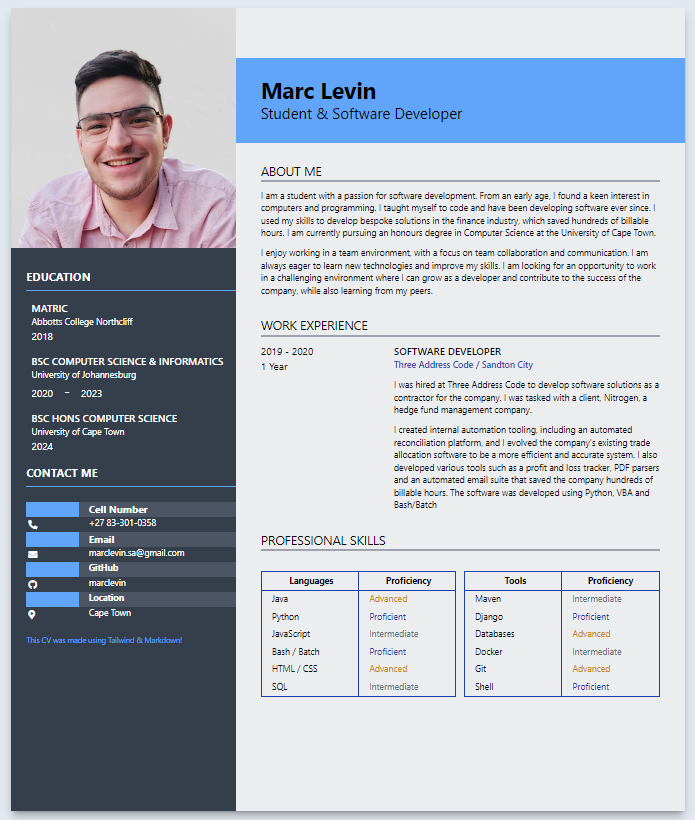 Marc Levin
Student & Software Developer
EDUCATION
MATRIC
Abbotts College Northcliff
2018
BSC COMPUTER SCIENCE & INFORMATICS
University of Johannesburg
2020 – 2023
BSC HONS COMPUTER SCIENCE
University of Cape Town
2024
CONTACT ME
Cell Number
+27 83-301-0358
Email
marclevin.sa@gmail.com
GitHub
marclevin
Location
Cape Town
This CV was made using Tailwind & Markdown!
ABOUT ME
I am a student with a passion for software development. From an early age, I found a keen interest in
computers and programming. I taught myself to code and have been developing software ever since. I
used my skills to develop bespoke solutions in the finance industry, which saved hundreds of billable
hours. I am currently pursuing an honours degree in Computer Science at the University of Cape Town.
I enjoy working in a team environment, with a focus on team collaboration and communication. I am
always eager to learn new technologies and improve my skills. I am looking for an opportunity to work
in a challenging environment where I can grow as a developer and contribute to the success of the
company, while also learning from my peers.
WORK EXPERIENCE
2019 - 2020
1 Year
SOFTWARE DEVELOPER
Three Address Code / Sandton City
I was hired at Three Address Code to develop software solutions as a
contractor for the company. I was tasked with a client, Nitrogen, a
hedge fund management company.
I created internal automation tooling, including an automated
reconciliation platform, and I evolved the company's existing trade
allocation software to be a more efficient and accurate system. I also
developed various tools such as a profit and loss tracker, PDF parsers
and an automated email suite that saved the company hundreds of
billable hours. The software was developed using Python, VBA and
Bash/Batch
PROFESSIONAL SKILLS
Languages Proficiency
Java Advanced
Python Proficient
JavaScript Intermediate
Bash / Batch Proficient
HTML / CSS Advanced
SQL Intermediate
Tools Proficiency
Maven Intermediate
Django Proficient
Databases Advanced
Docker Intermediate
Git Advanced
Shell Proficient